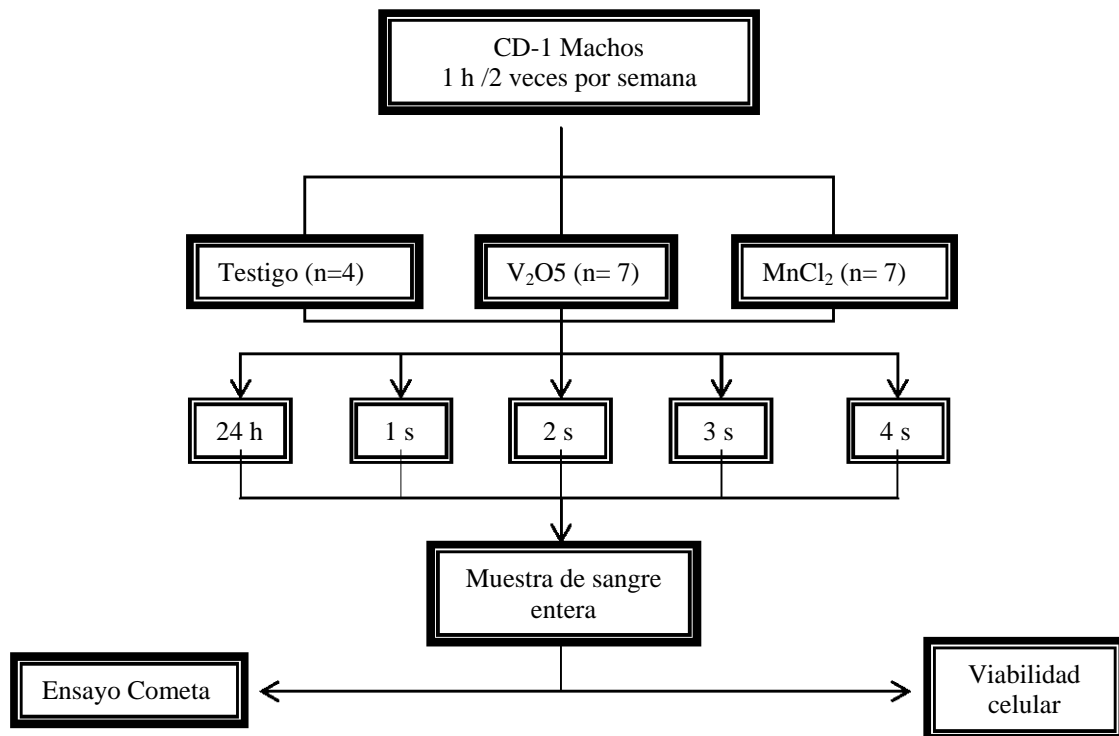 CD-1 Machos
1 h /2 veces por semana
Testigo (n=4)
V₂O5 (n= 7)
MnCl₂ (n= 7)
24 h
1 s
2 s
3 s
4 s
Muestra de sangre
entera
Ensayo Cometa
Viabilidad
celular